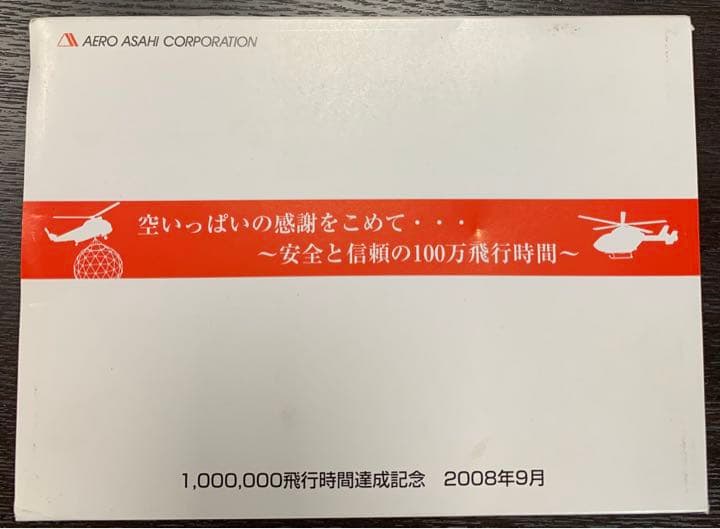 AERO ASAHI CORPORATION
空いっぱいの感謝をこめて・・・
～安全と信頼の100万飛行時間～
1,000,000飛行時間達成記念　2008年9月